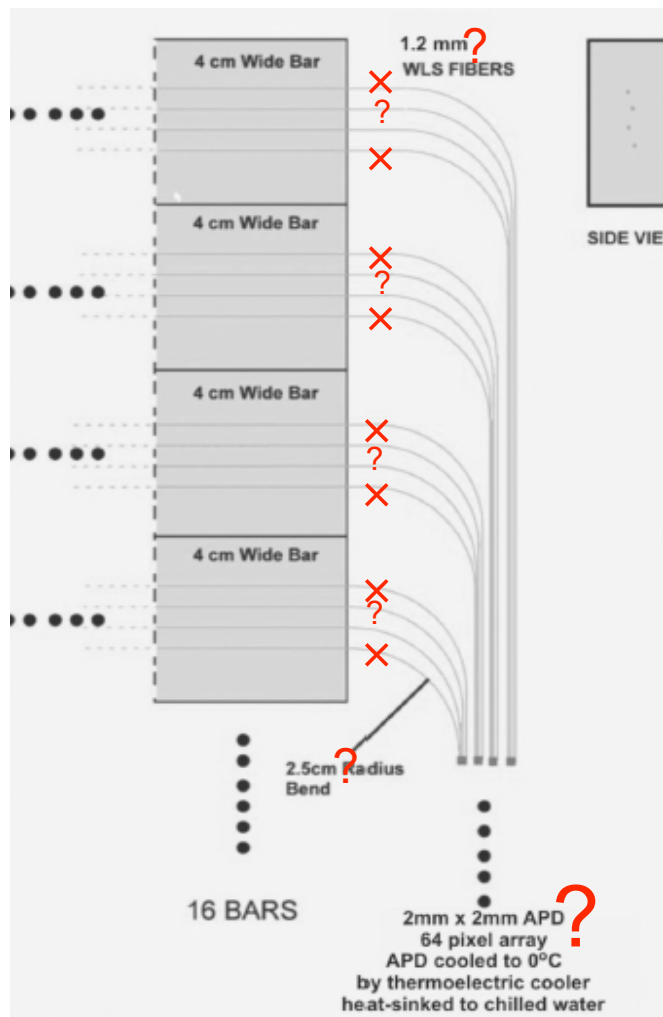 1.2 mm?
WLS FIBERS
4 cm Wide Bar
?
SIDE VIE
4 cm Wide Bar
?
4 cm Wide Bar
?
4 cm Wide Bar
?
2.5cm Radius
Bend
?
16 BARS
2mm x 2mm APD
64 pixel array
APD cooled to 0°C
by thermoelectric cooler
heat-sinked to chilled water
?